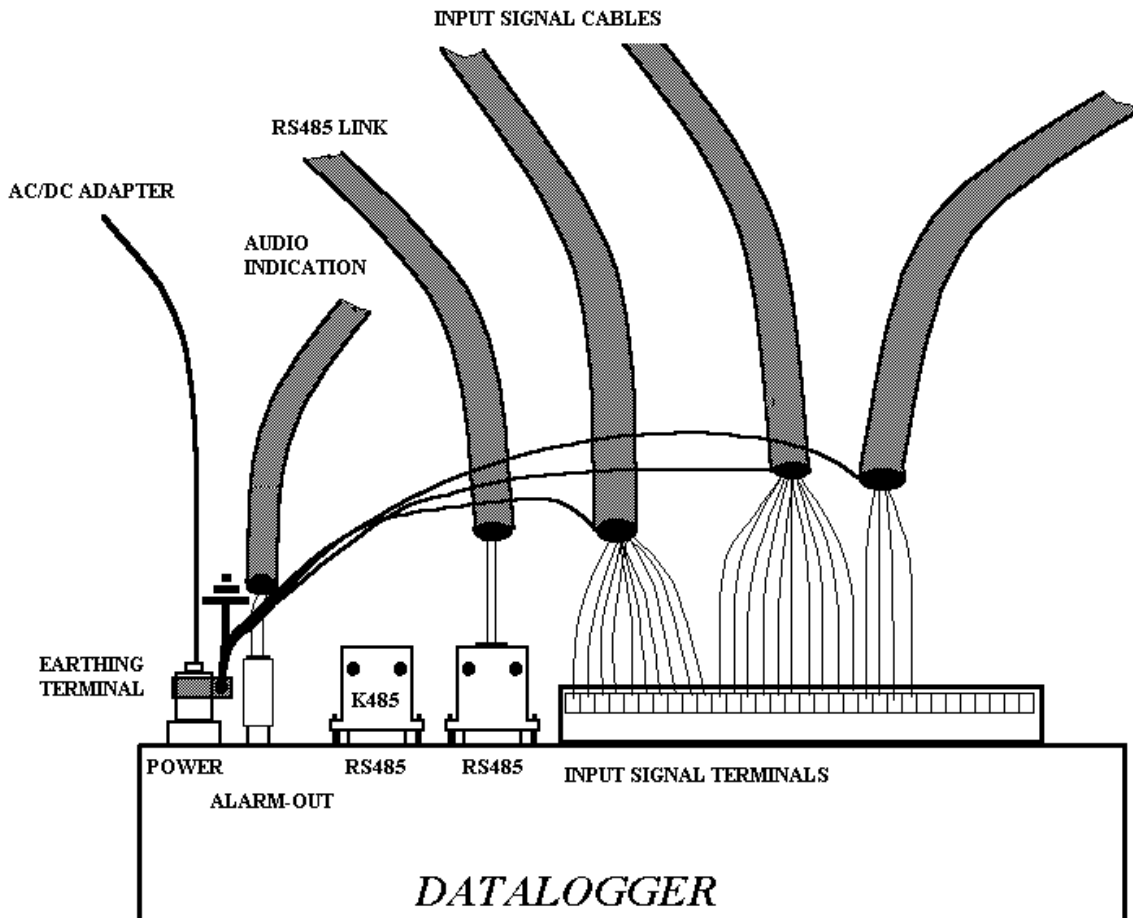 INPUT SIGNAL CABLES
RS485 LINK
AC/DC ADAPTER
AUDIO
INDICATION
EARTHING
TERMINAL
K485
POWER
RS485
RS485
INPUT SIGNAL TERMINALS
ALARM-OUT
DATALOGGER